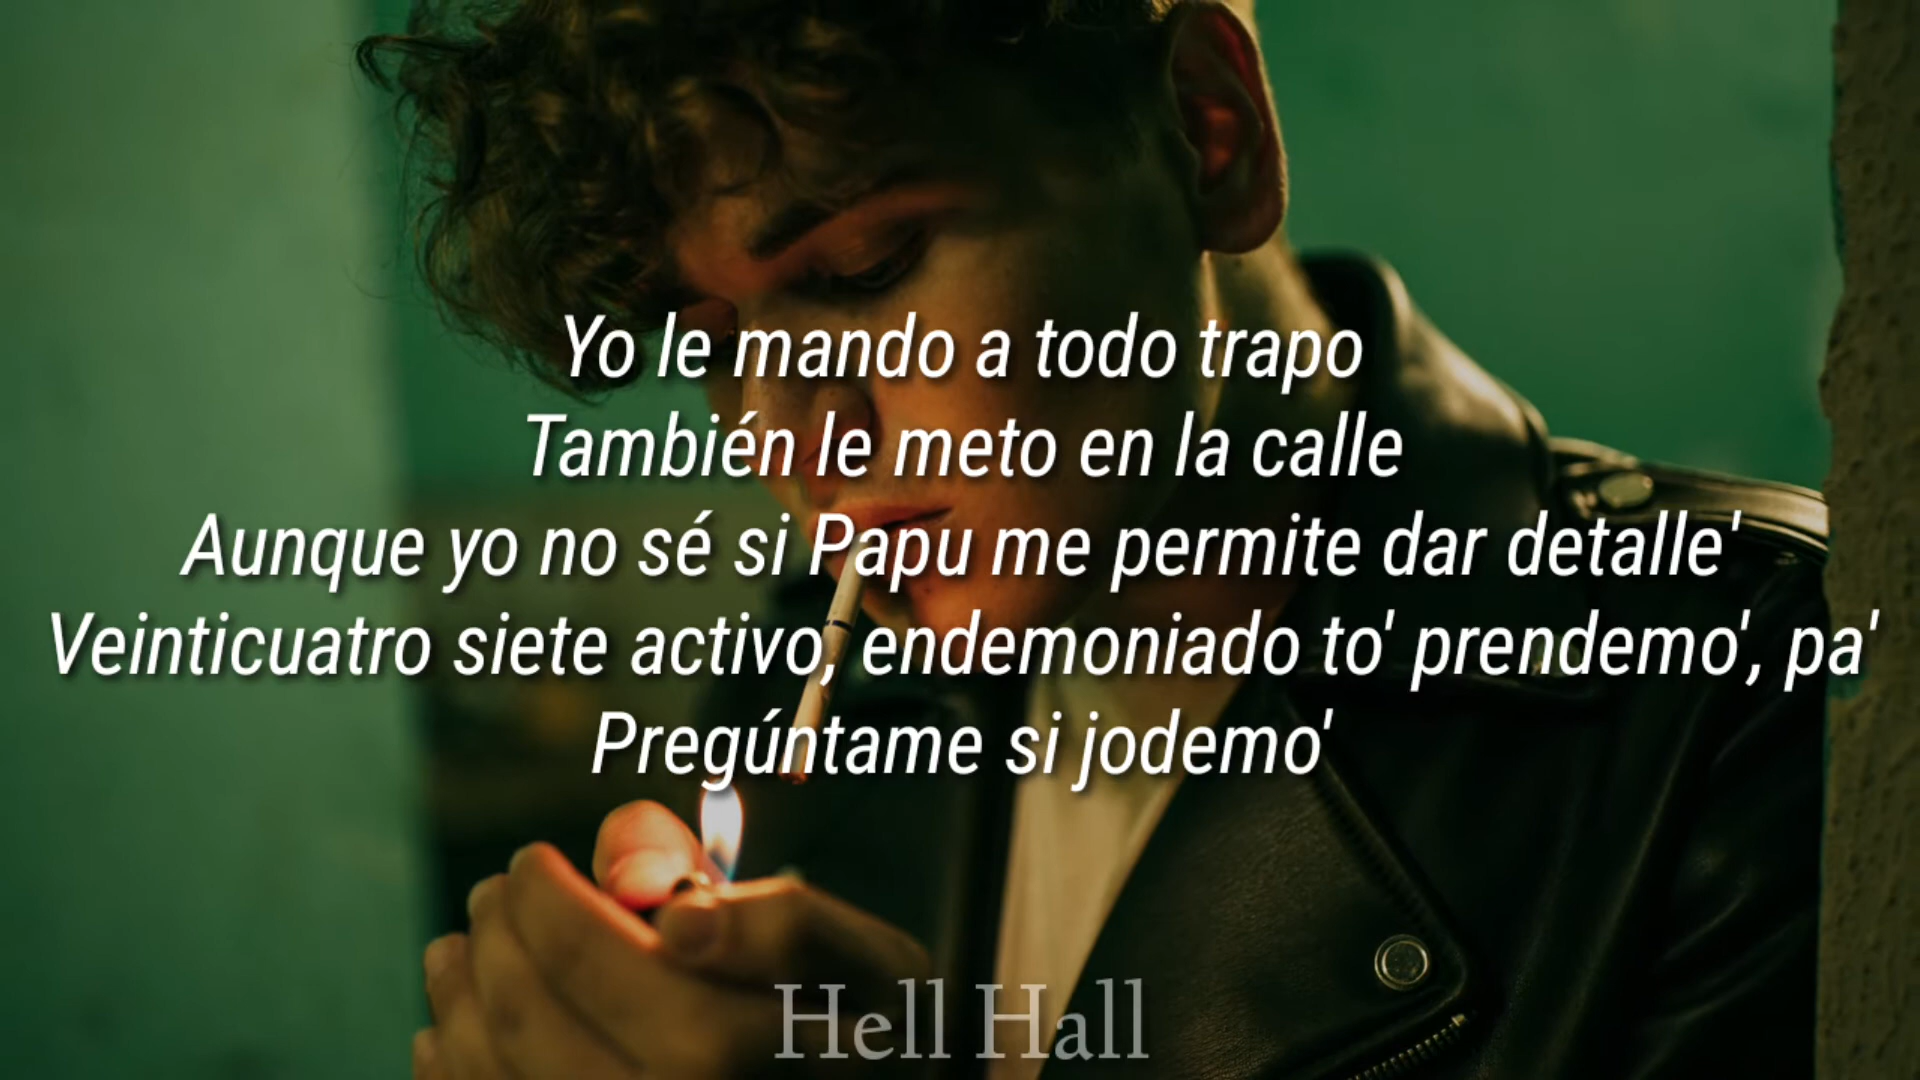 Yo le mando a todo trapo
También le meto en la calle
Aunque yo no sé si Papu me permite dar detalle'
Veinticuatro siete activo, endemoniado to' prendemo', pa'
Pregúntame si jodemo'
Hell Hall